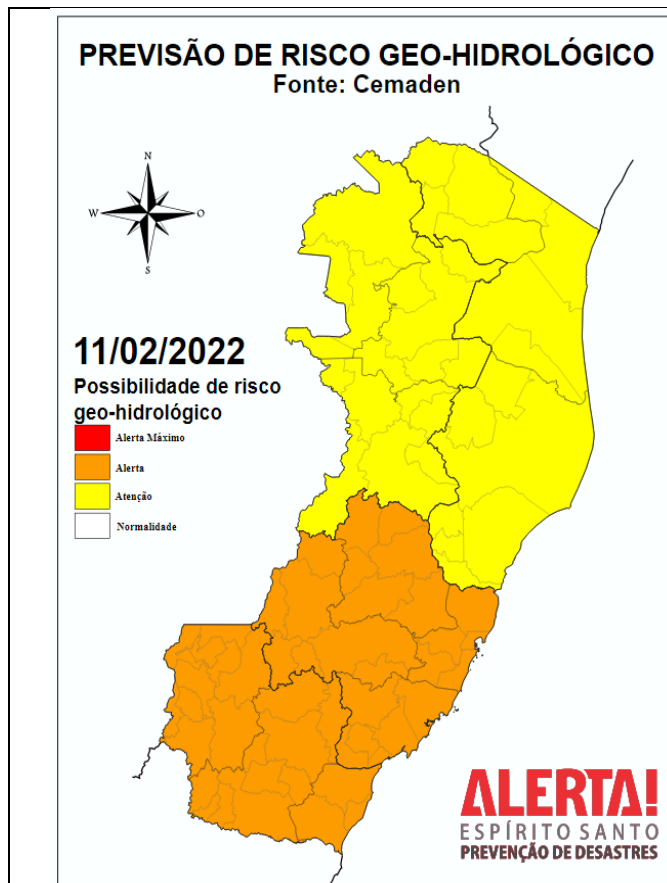 PREVISÃO DE RISCO GEO-HIDROLÓGICO
Fonte: Cemaden
N
W
O
S
11/02/2022
Possibilidade de risco
geo-hidrológico
Alerta Máximo
Alerta
Atenção
Normalidade
ALERTA!
ESPÍRITO SANTO
PREVENÇÃO DE DESASTRES